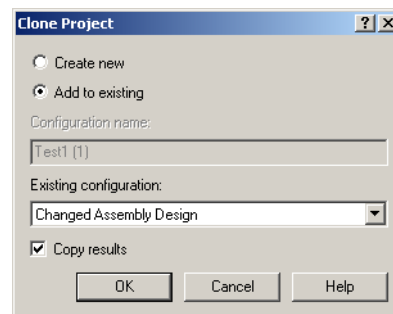 Clone Project
Create new
Add to existing
Configuration name:
Test1 (1)
Existing configuration:
Changed Assembly Design
Copy results
OK Cancel Help